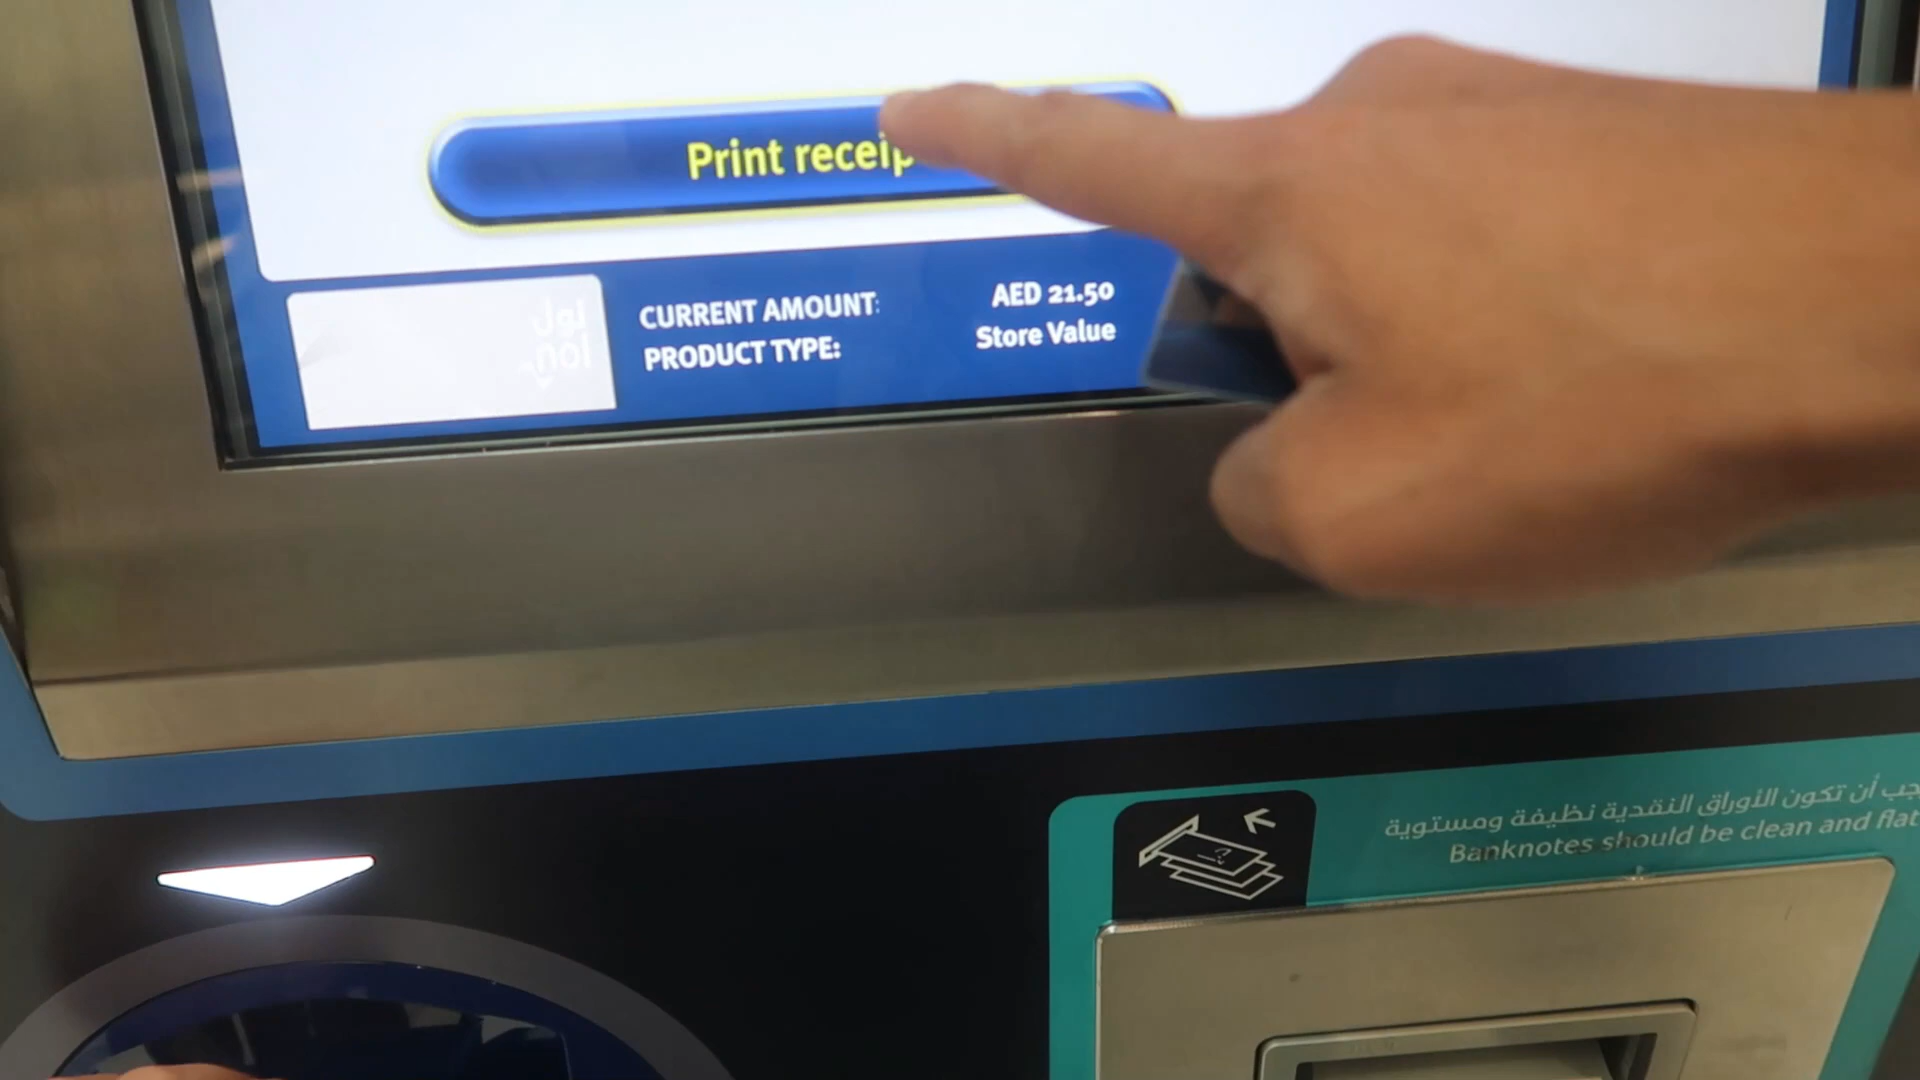 Print receip
نول
nol
CURRENT AMOUNT: AED 21.50
PRODUCT TYPE: Store Value
يجب أن تكون الأوراق النقدية نظيفة ومستوية
Banknotes should be clean and flat